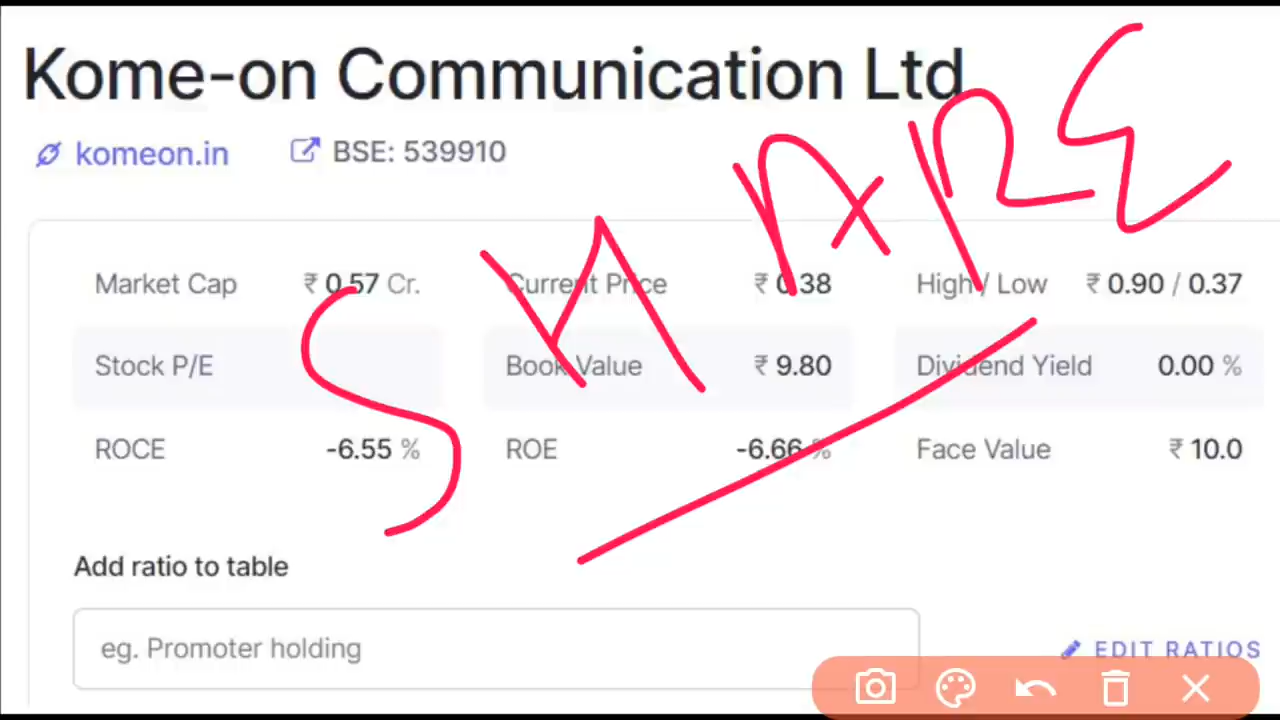 Kome-on Communication Ltd
komeon.in BSE: 539910
SHARE
Market Cap ₹ 0.57 Cr. Current Price ₹ 0.38 High / Low ₹ 0.90 / 0.37
Stock P/E Book Value ₹ 9.80 Dividend Yield 0.00 %
ROCE -6.55 % ROE -6.66 % Face Value ₹ 10.0
Add ratio to table
eg. Promoter holding
EDIT RATIOS